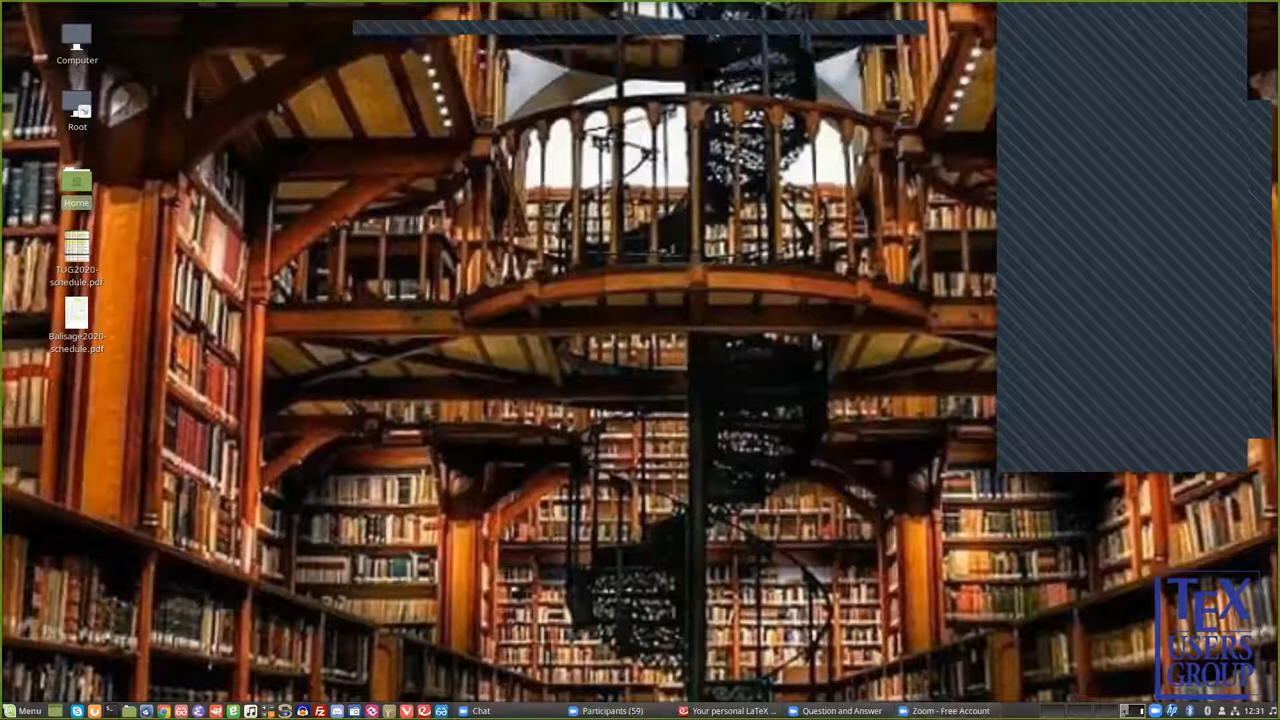 Computer
Root
Home
TUG2020-
schedule.pdf
Balisage2020-
schedule.pdf
TEX
USERS
GROUP
Menu
Chat
Participants (59)
Your personal LaTeX ...
Question and Answer
Zoom - Free Account
12:31